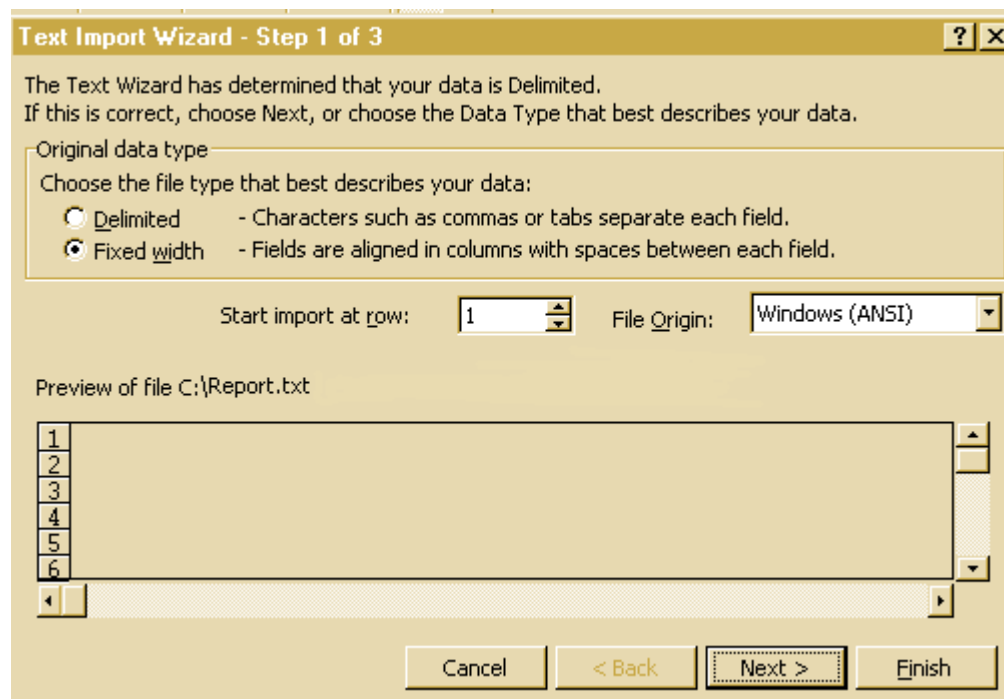 Text Import Wizard - Step 1 of 3
The Text Wizard has determined that your data is Delimited.
If this is correct, choose Next, or choose the Data Type that best describes your data.
Original data type
Choose the file type that best describes your data:
Delimited - Characters such as commas or tabs separate each field.
Fixed width - Fields are aligned in columns with spaces between each field.
Start import at row: 1 File Origin: Windows (ANSI)
Preview of file C:\Report.txt
1
2
3
4
5
6
Cancel < Back Next > Finish